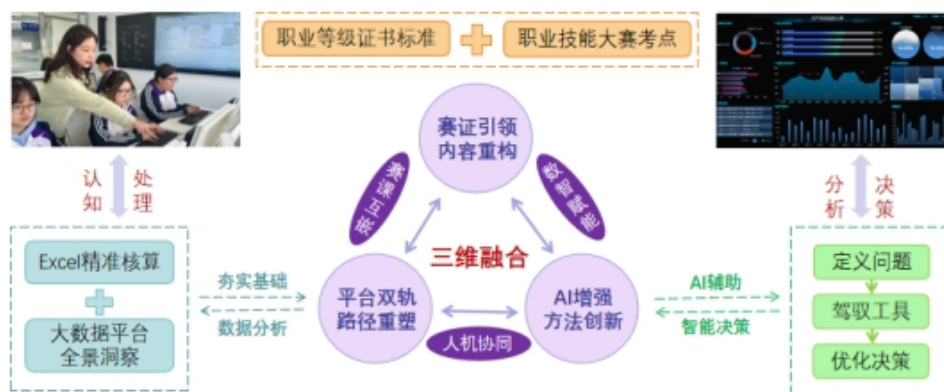 职业等级证书标准
职业技能大赛考点
赛证引领
内容重构
认知
处理
赛课互融
数智赋能
分析
决策
三维融合
Excel精准核算
大数据平台
全景洞察
夯实基础
数据分析
平台双轨
路径重塑
AI增强
方法创新
人机协同
AI辅助
智能决策
定义问题
驾驭工具
优化决策